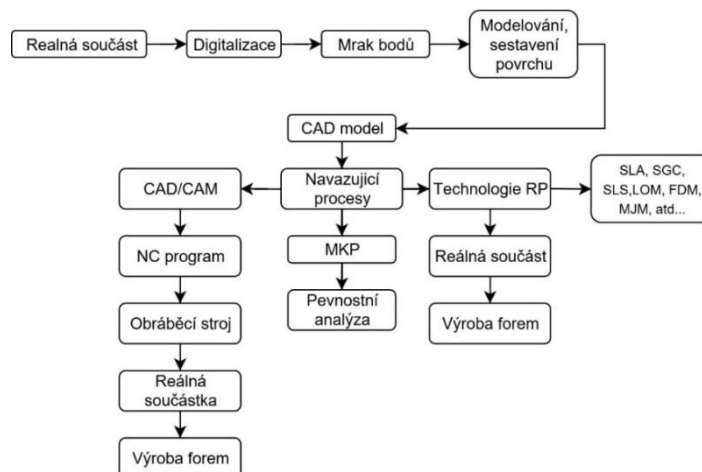 Realná součást
Digitalizace
Mrak bodů
Modelování,
sestavení
povrchu
CAD model
CAD/CAM
Navazujicí
procesy
Technologie RP
SLA, SGC,
SLS,LOM, FDM,
MJM, atd...
NC program
MKP
Reálná součást
Obráběcí stroj
Pevnostní
analýza
Výroba forem
Reálná
součástka
Výroba forem